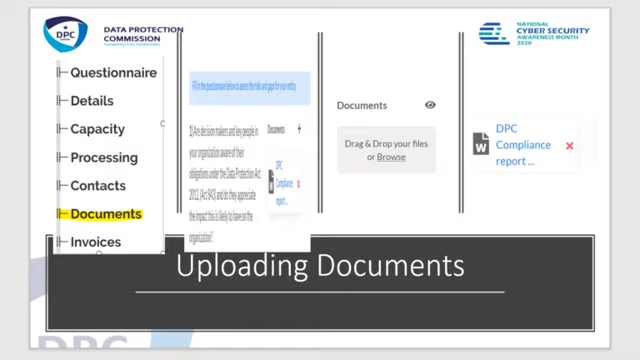 DPC
DATA PROTECTION
COMMISSION
NATIONAL
CYBER SECURITY
AWARENESS MONTH
2020
Questionnaire
Details
Capacity
Processing
Contacts
Documents
Invoices
Fill in the questionnaire below to assess the risks and gaps for your entity
1) Are decision makers and key people in
your organization aware of their
obligations under the Data Protection Act
2012, (Act 843) and do they appreciate
the impact this is likely to have on the
organization?
Documents +
DPC
Compliance
report ...
x
Documents
Drag & Drop your files
or Browse
W
DPC
Compliance
report ...
x
Uploading Documents
DPC